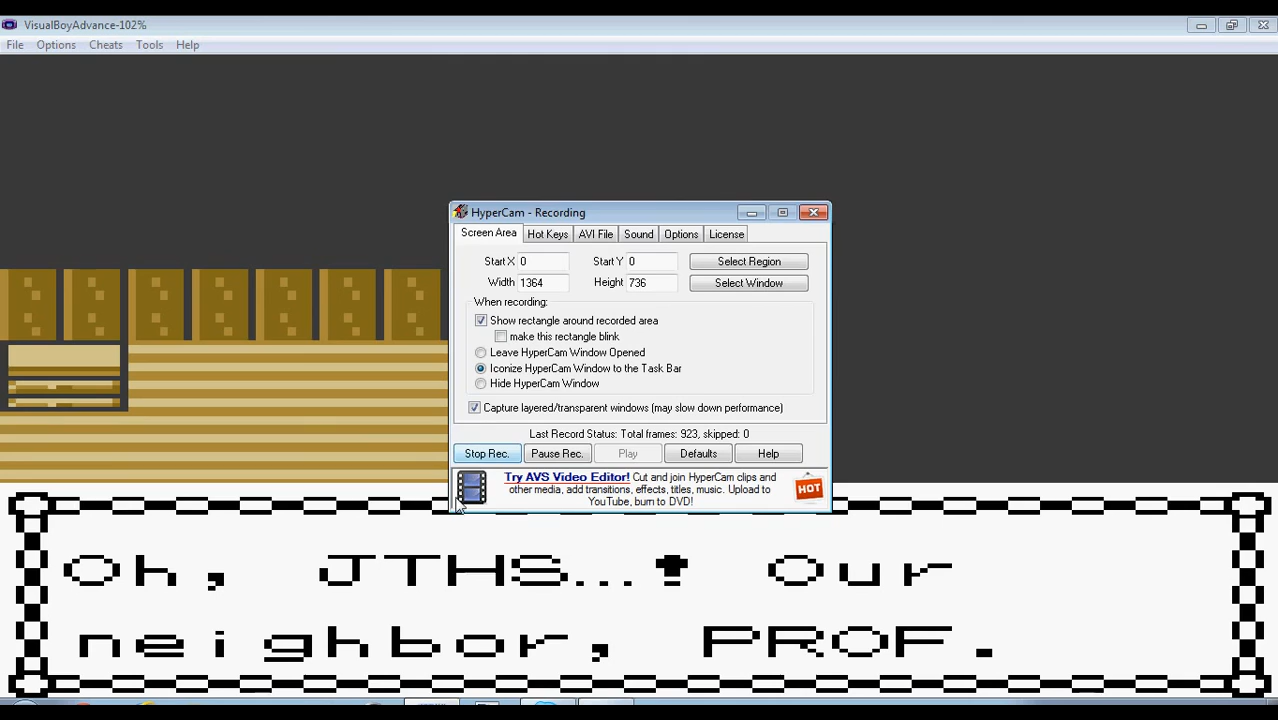 VisualBoyAdvance-102%
File Options Cheats Tools Help
HyperCam - Recording
Screen Area Hot Keys AVI File Sound Options License
Start X 0 Start Y 0 Select Region
Width 1364 Height 736 Select Window
When recording:
Show rectangle around recorded area
make this rectangle blink
Leave HyperCam Window Opened
Iconize HyperCam Window to the Task Bar
Hide HyperCam Window
Capture layered/transparent windows (may slow down performance)
Last Record Status: Total frames: 923, skipped: 0
Stop Rec. Pause Rec. Play Defaults Help
Try AVS Video Editor! Cut and join HyperCam clips and
other media, add transitions, effects, titles, music. Upload to
YouTube, burn to DVD!
HOT
Oh, JTHS...! Our
neighbor, PROF.